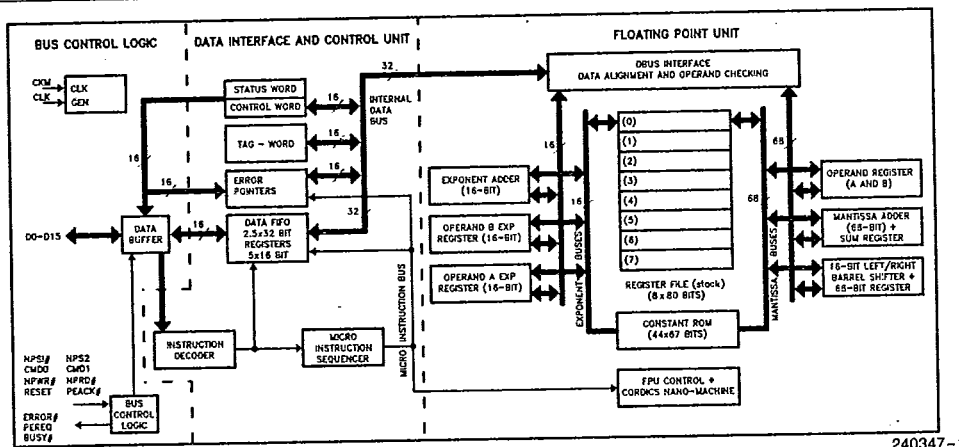 BUS CONTROL LOGIC
DATA INTERFACE AND CONTROL UNIT
FLOATING POINT UNIT
CKM
CLK
CLK
GEN
STATUS WORD
CONTROL WORD
16
TAG - WORD
16
ERROR
POINTERS
16
DATA FIFO
2.5x32 BIT
REGISTERS
5x16 BIT
16
16
16
32
INTERNAL
DATA
BUS
32
D0-D15
DATA
BUFFER
INSTRUCTION
DECODER
MICRO
INSTRUCTION
SEQUENCER
MICRO INSTRUCTION BUS
NPS1# NPS2
CMD0 CMD1
NPWR# NPRD#
RESET PEACK#
ERROR#
PEREQ
BUSY#
BUS
CONTROL
LOGIC
DBUS INTERFACE
DATA ALIGNMENT AND OPERAND CHECKING
16
68
EXPONENT ADDER
(16-BIT)
OPERAND B EXP
REGISTER (16-BIT)
OPERAND A EXP
REGISTER (16-BIT)
16
EXPONENT BUSES
(0)
(1)
(2)
(3)
(4)
(5)
(6)
(7)
REGISTER FILE (stack)
(8x80 BITS)
CONSTANT ROM
(44x67 BITS)
68
MANTISSA BUSES
OPERAND REGISTER
(A AND B)
MANTISSA ADDER
(68-BIT) +
SUM REGISTER
16-BIT LEFT/RIGHT
BARREL SHIFTER +
68-BIT REGISTER
FPU CONTROL +
CORDICS NANO-MACHINE